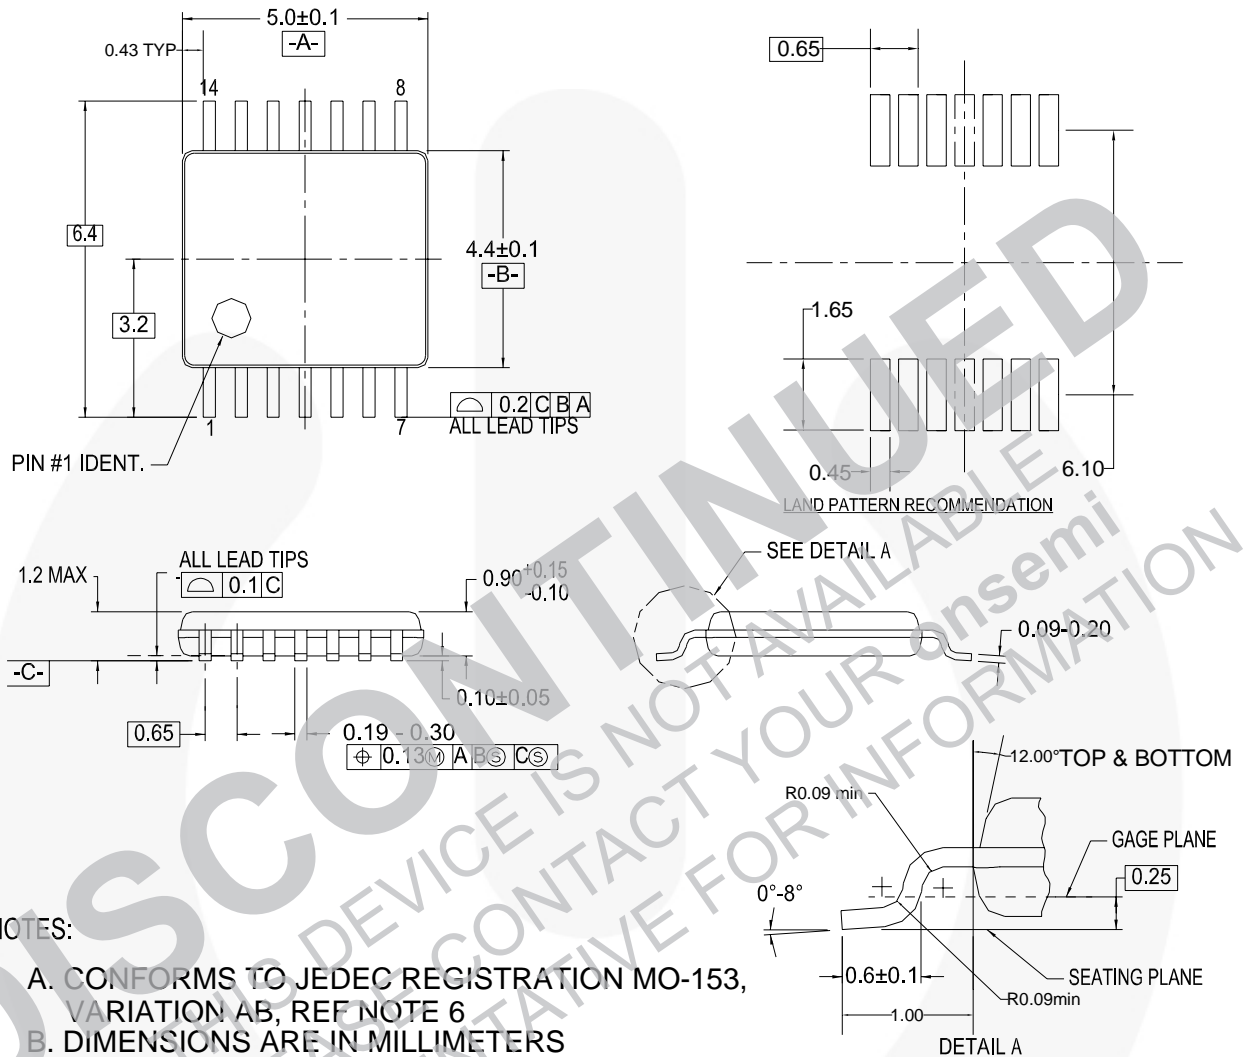 5.0±0.1
-A-
0.43 TYP
14
8
6.4
3.2
4.4±0.1
-B-
0.2 C B A
ALL LEAD TIPS
1
7
PIN #1 IDENT.
0.65
1.65
0.45
6.10
LAND PATTERN RECOMMENDATION
ALL LEAD TIPS
0.1 C
1.2 MAX
0.90+0.15
-0.10
-C-
0.10±0.05
0.65
0.19 - 0.30
⌖ 0.13Ⓜ A BⓈ CⓈ
SEE DETAIL A
0.09-0.20
12.00° TOP & BOTTOM
R0.09 min
GAGE PLANE
0.25
0°-8°
SEATING PLANE
0.6±0.1
R0.09min
1.00
DETAIL A
NOTES:
A. CONFORMS TO JEDEC REGISTRATION MO-153,
VARIATION AB, REF NOTE 6
B. DIMENSIONS ARE IN MILLIMETERS
DISCONTINUED
THIS DEVICE IS NOT AVAILABLE
CONTACT YOUR onsemi
FOR INFORMATION